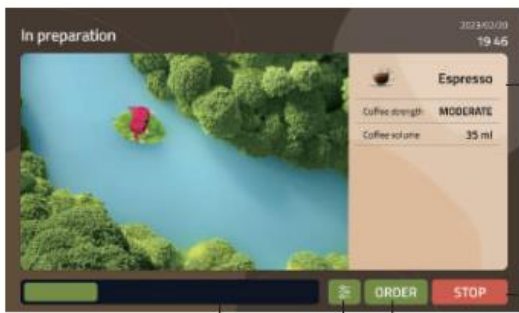 In preparation
2023/02/20
19 46
Espresso
Coffee strength MODERATE
Coffee volume 35 ml
ORDER STOP